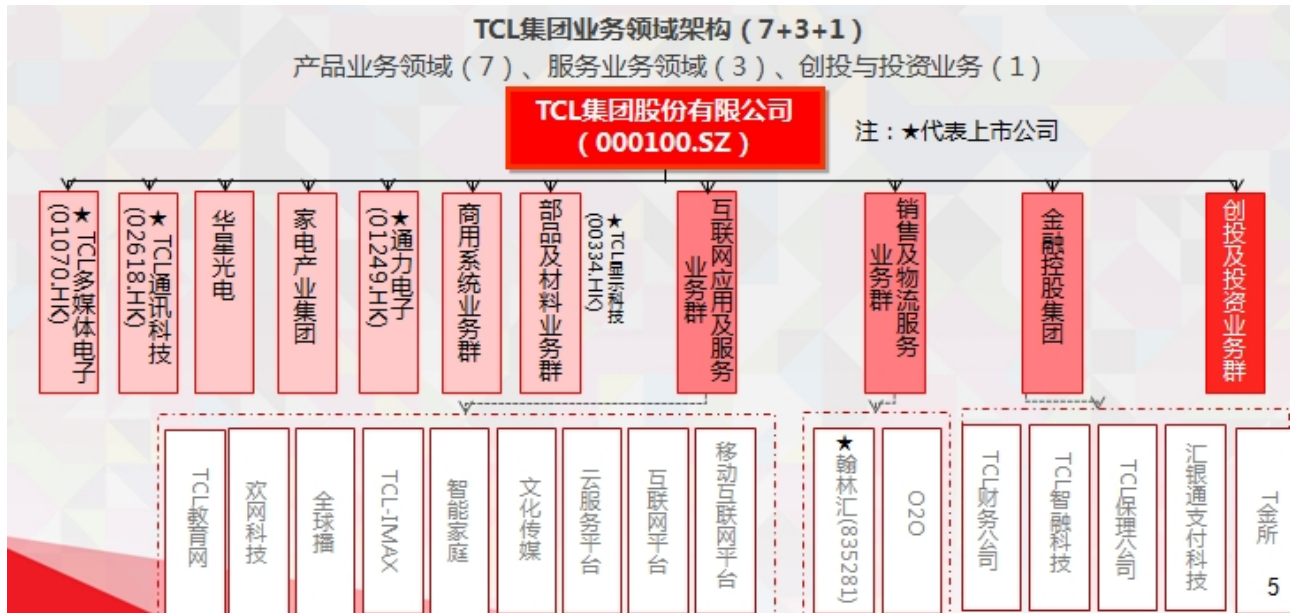 TCL集团业务领域架构（7+3+1）
产品业务领域（7）、服务业务领域（3）、创投与投资业务（1）
TCL集团股份有限公司
（000100.SZ）
注：★代表上市公司
★TCL多媒体电子
(01070.HK)
★TCL通讯科技
(02618.HK)
华星光电
家电产业集团
★通力电子
(01249.HK)
商用系统业务群
部品及材料业务群
★TCL显示科技
(00334.HK)
互联网应用及服务
业务群
销售及物流服务
业务群
金融控股集团
创投及投资业务群
TCL教育网
欢网科技
全球播
TCL-IMAX
智能家庭
文化传媒
云服务平台
互联网平台
移动互联网平台
★翰林汇(835281)
O2O
TCL财务公司
TCL智融科技
TCL保理公司
汇银通支付科技
T金所
5